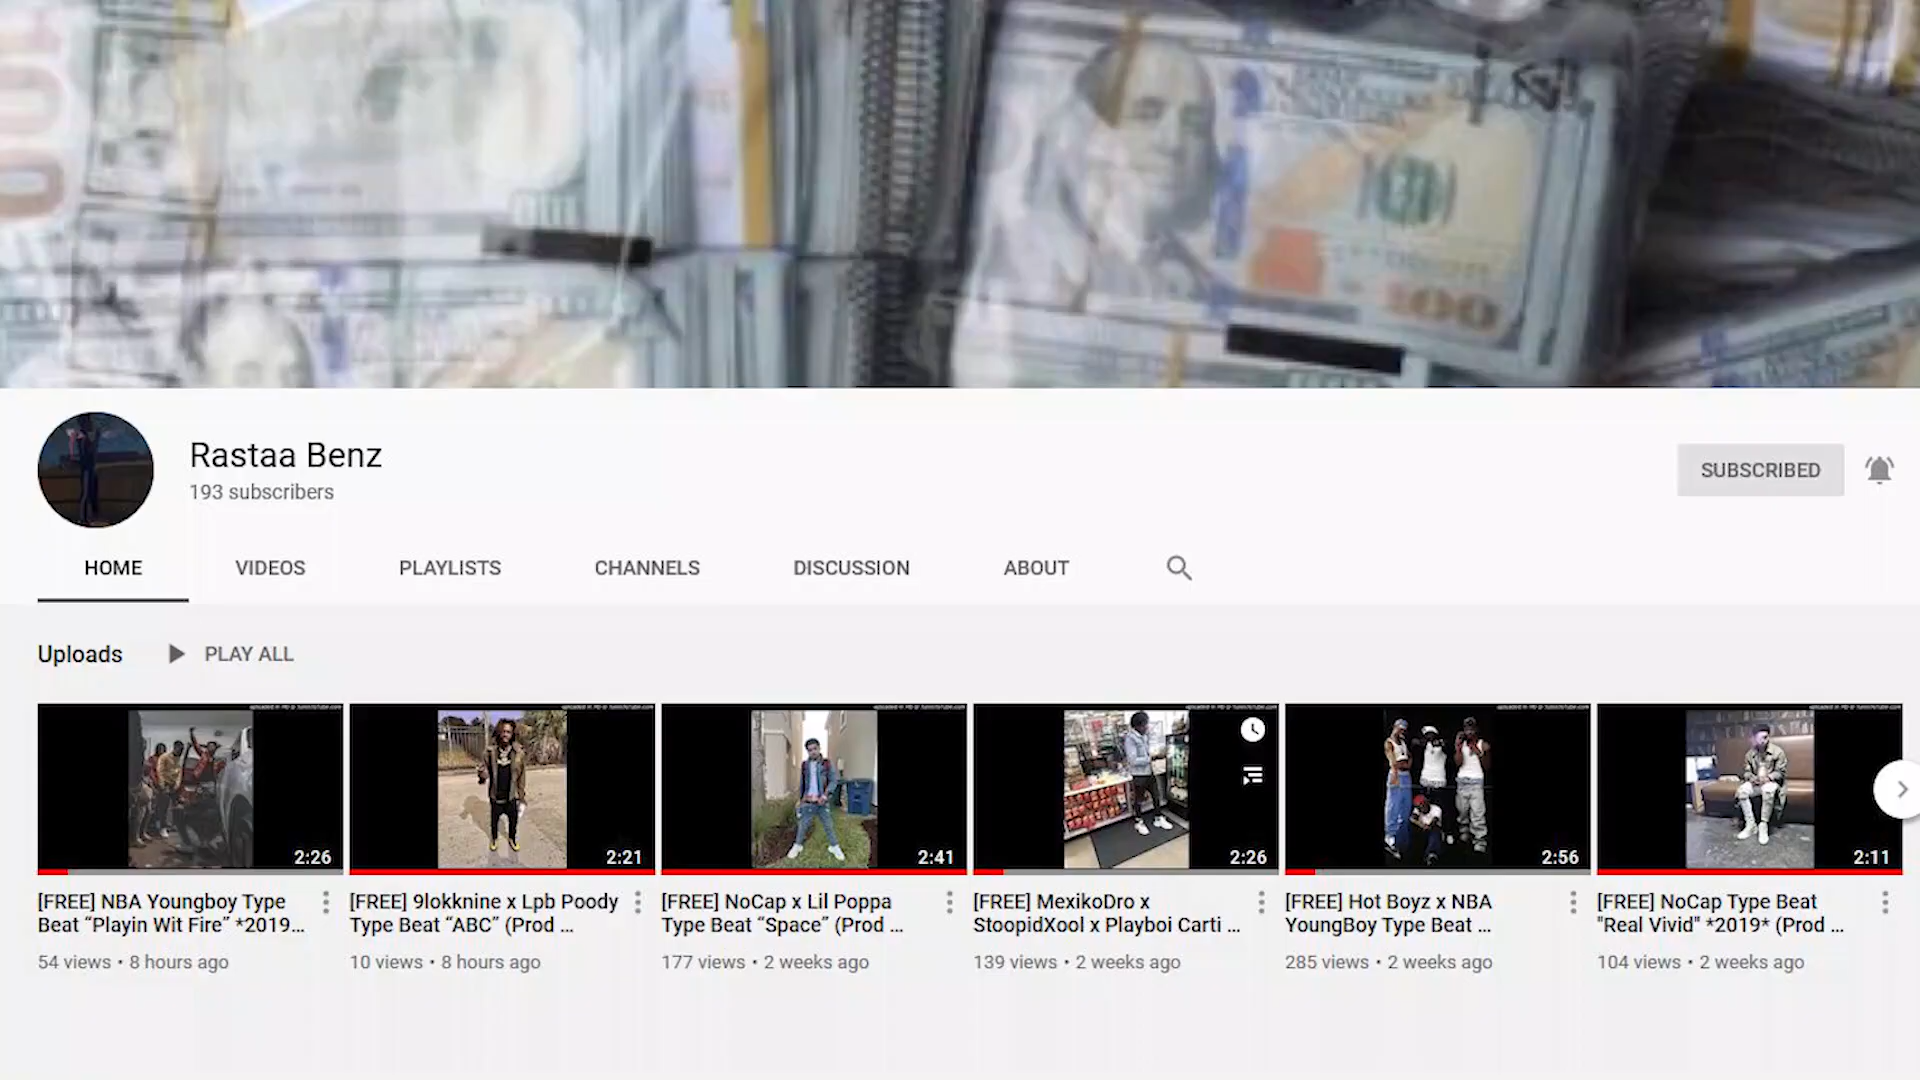 100
100
100
Rastaa Benz
193 subscribers
SUBSCRIBED
HOME
VIDEOS
PLAYLISTS
CHANNELS
DISCUSSION
ABOUT
Uploads
PLAY ALL
2:26
2:21
2:41
2:26
2:56
2:11
[FREE] NBA Youngboy Type
Beat “Playin Wit Fire” *2019...
54 views • 8 hours ago
[FREE] 9lokknine x Lpb Poody
Type Beat “ABC” (Prod ...
10 views • 8 hours ago
[FREE] NoCap x Lil Poppa
Type Beat “Space” (Prod ...
177 views • 2 weeks ago
[FREE] MexikoDro x
StoopidXool x Playboi Carti ...
139 views • 2 weeks ago
[FREE] Hot Boyz x NBA
YoungBoy Type Beat ...
285 views • 2 weeks ago
[FREE] NoCap Type Beat
"Real Vivid" *2019* (Prod ...
104 views • 2 weeks ago